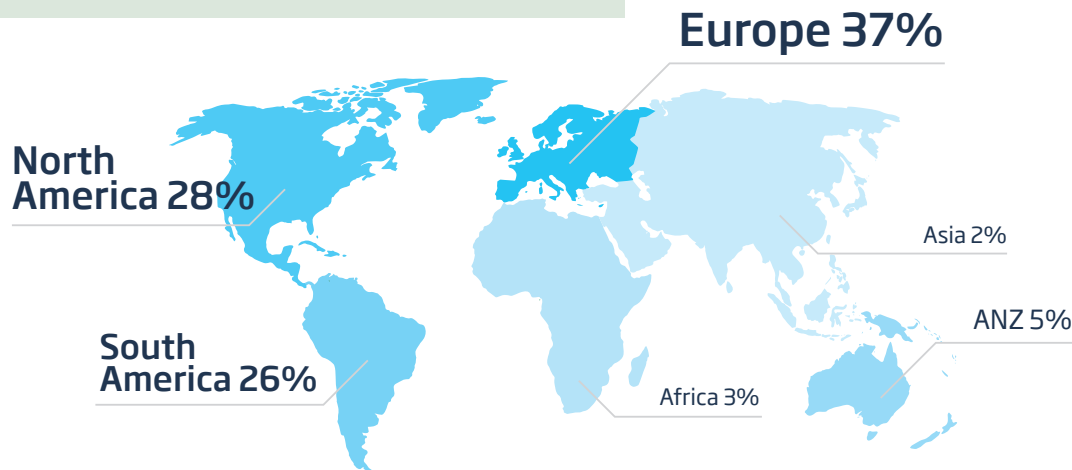 Europe 37%
North
America 28%
Asia 2%
ANZ 5%
South
America 26%
Africa 3%